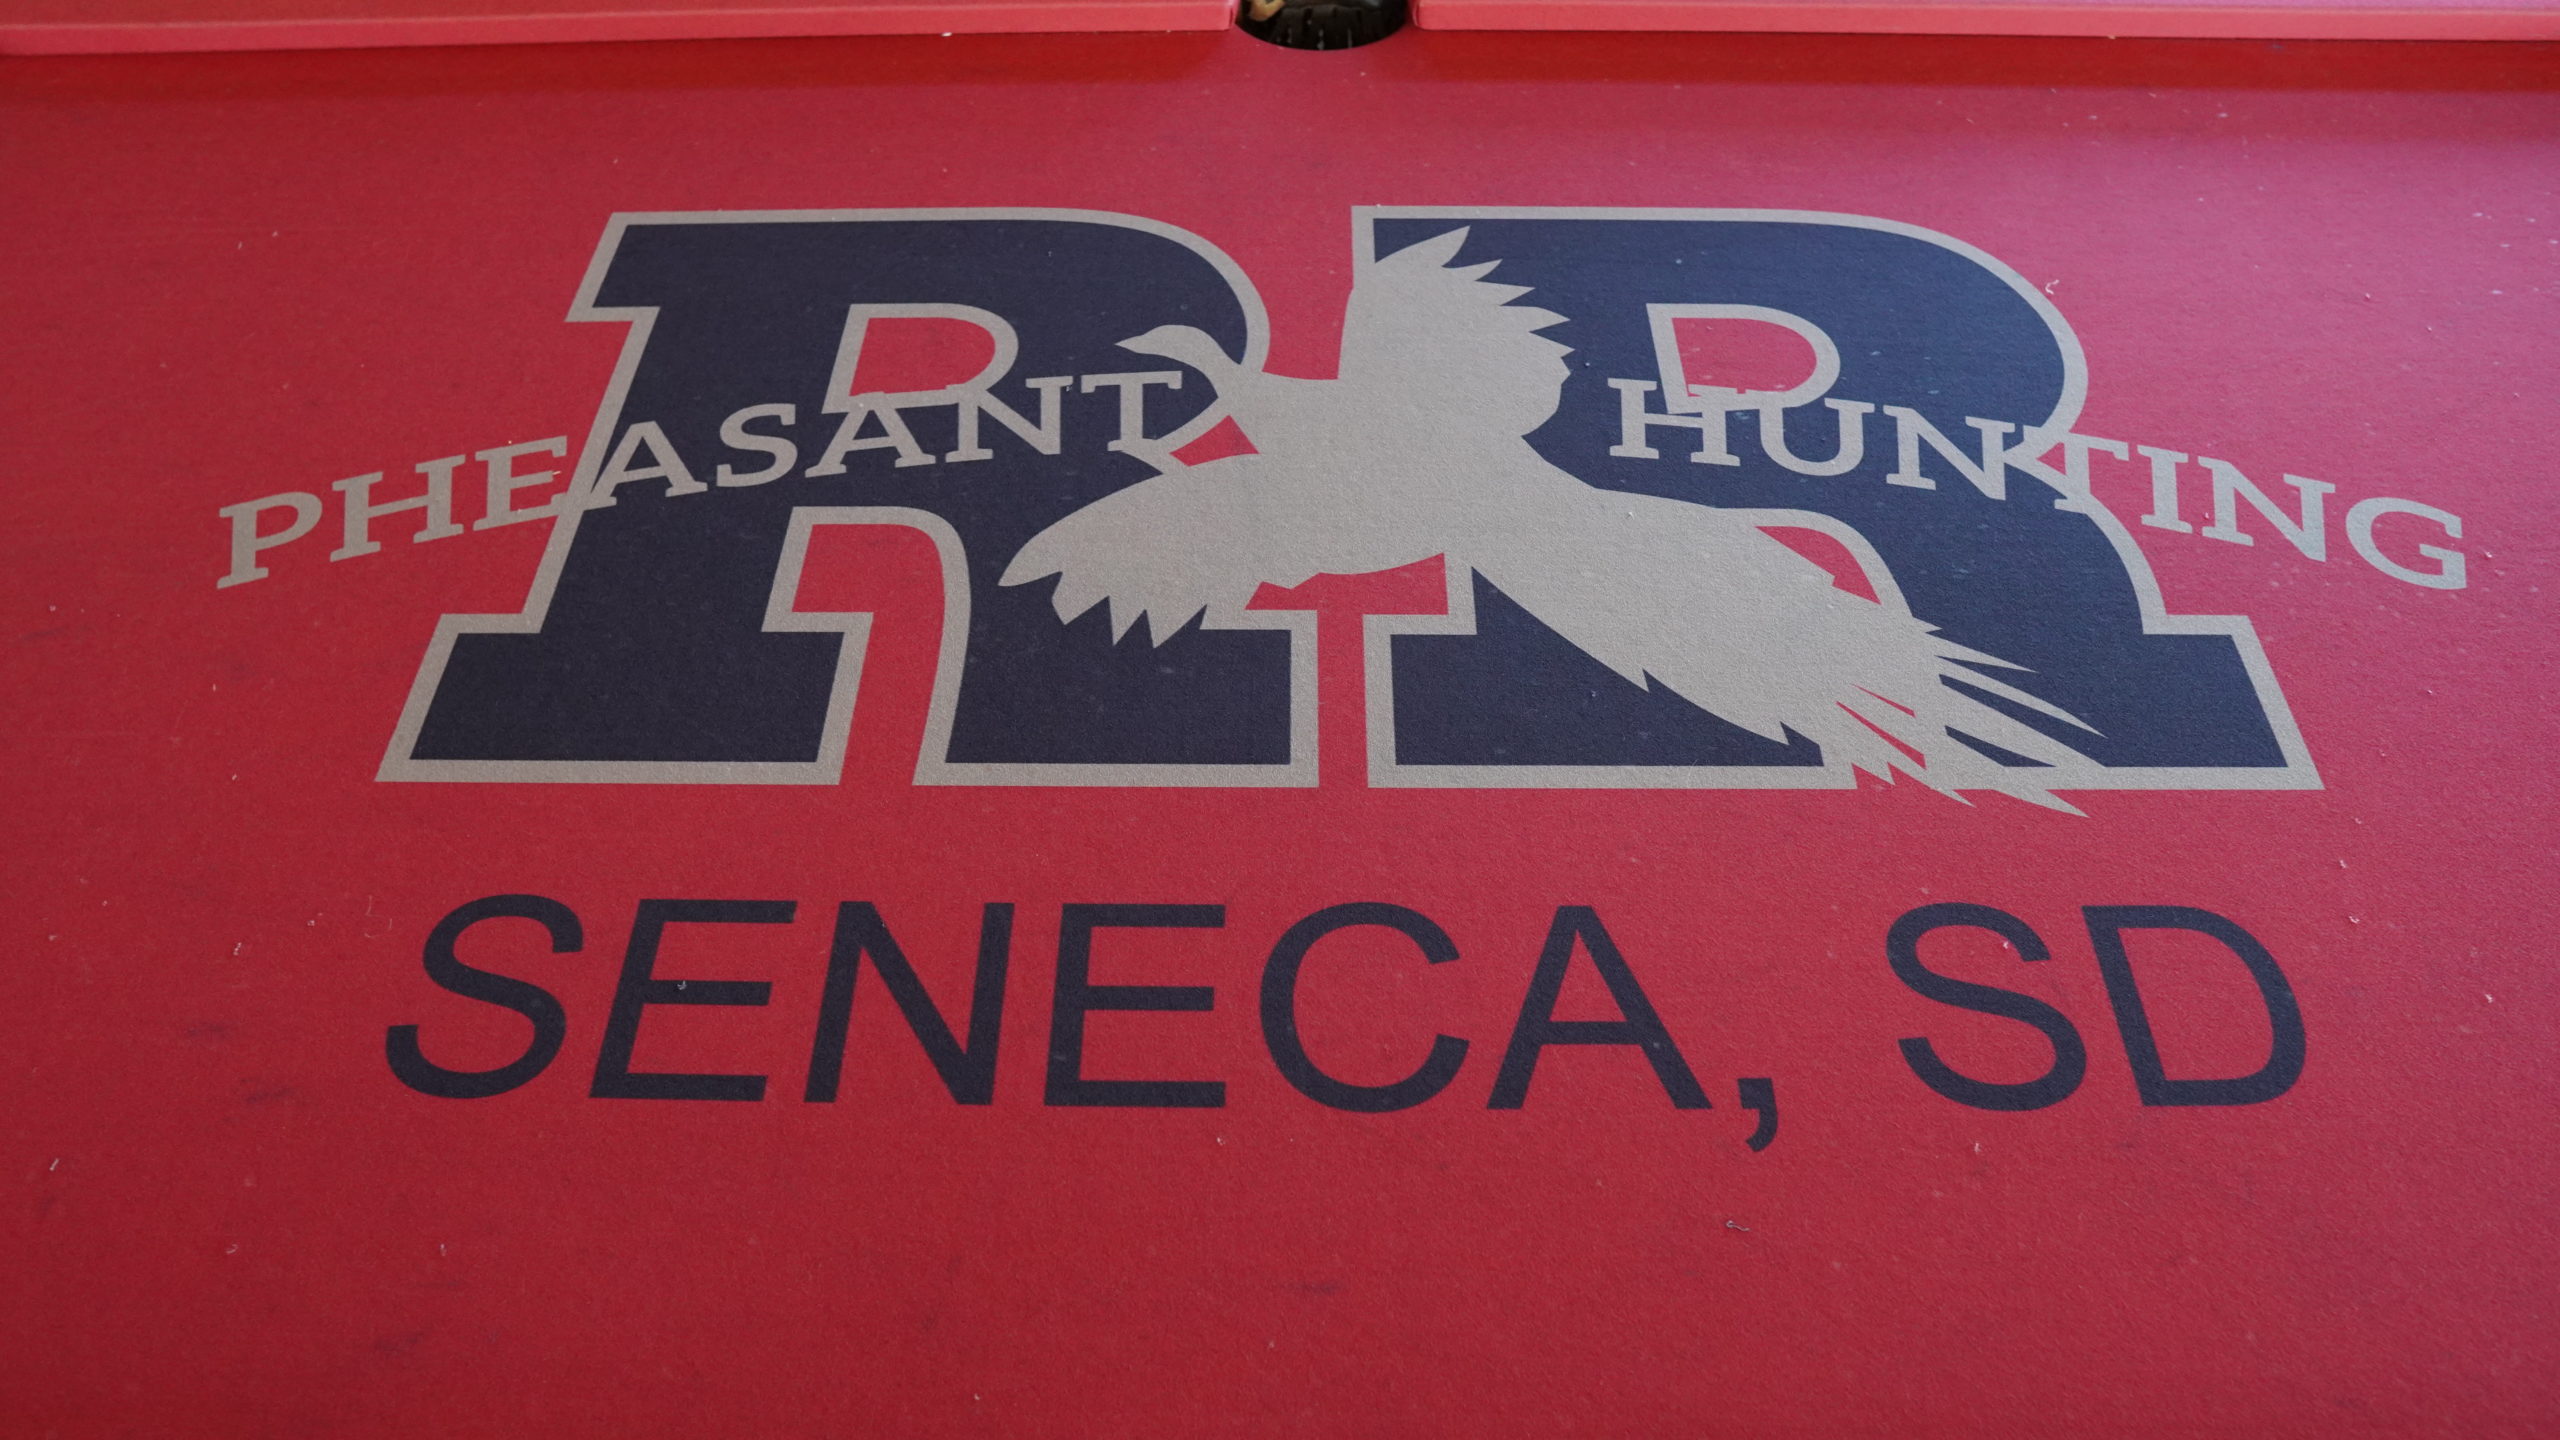 RR
PHEASANT HUNTING
SENECA, SD